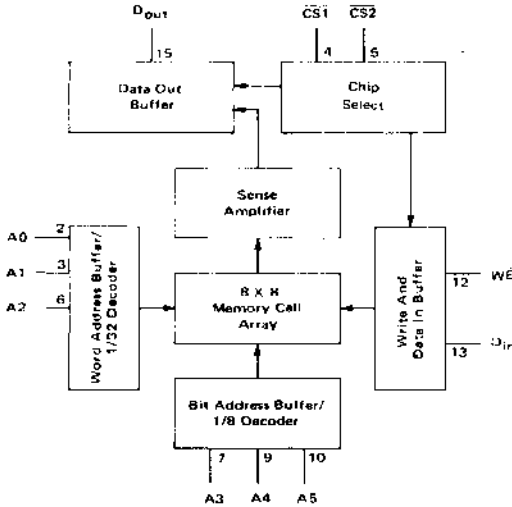 Dout
15
CS1 CS2
4 5
Data Out
Buffer
Chip
Select
Sense
Amplifier
A0 2
A1 3
A2 6
Word Address Buffer/
1/32 Decoder
8 X 8
Memory Cell
Array
Write And
Data In Buffer
12 WE
13 Din
Bit Address Buffer/
1/8 Decoder
7 9 10
A3 A4 A5